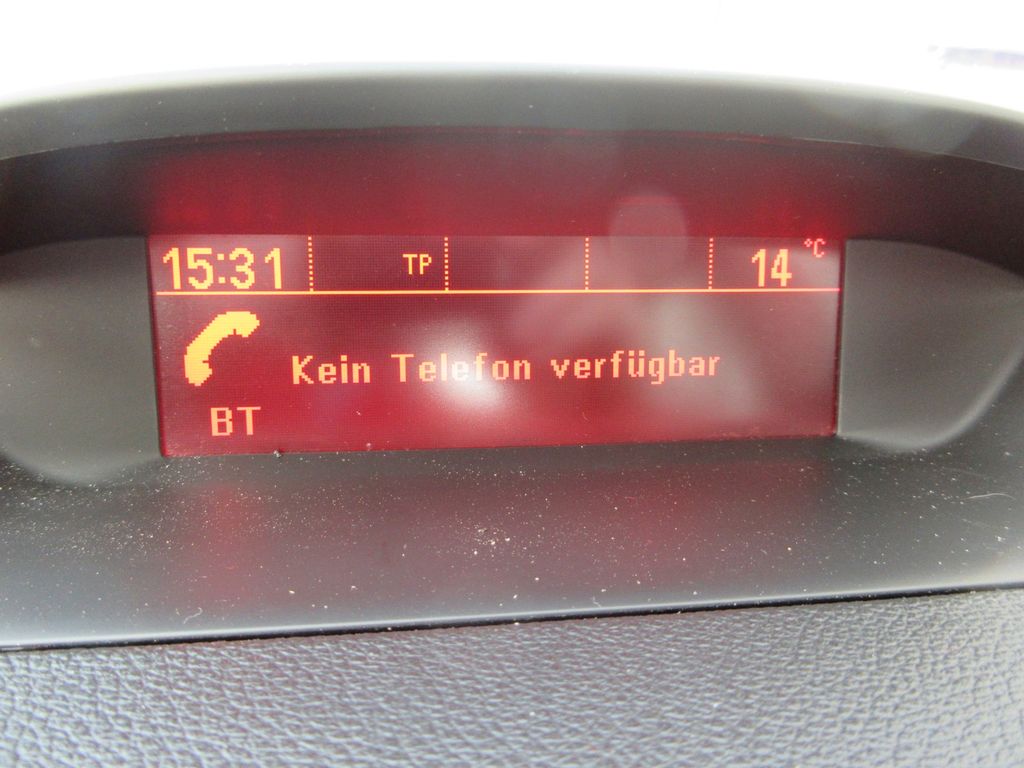 15:31 TP 14 °C
Kein Telefon verfügbar
BT